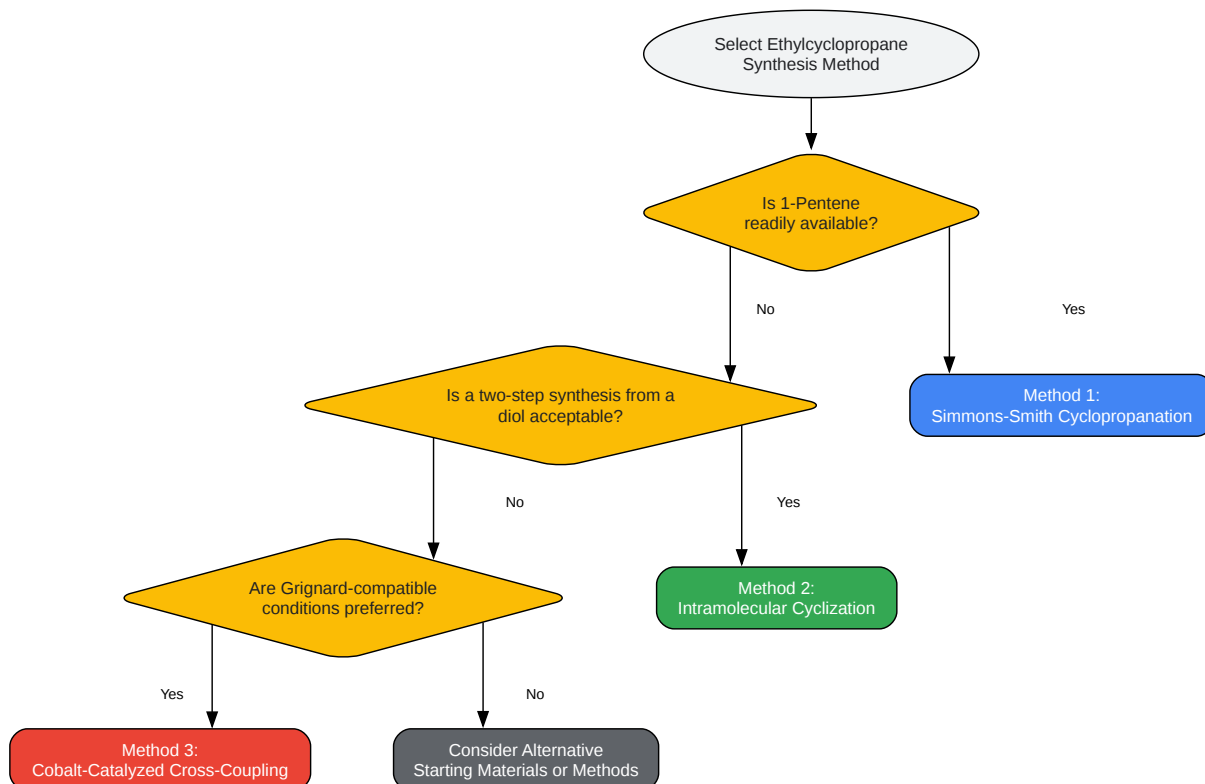 Select Ethylcyclopropane
Synthesis Method
Is 1-Pentene
readily available?
No
Yes
Is a two-step synthesis from a
diol acceptable?
Method 1:
Simmons-Smith Cyclopropanation
No
Yes
Are Grignard-compatible
conditions preferred?
Method 2:
Intramolecular Cyclization
Yes
No
Method 3:
Cobalt-Catalyzed Cross-Coupling
Consider Alternative
Starting Materials or Methods